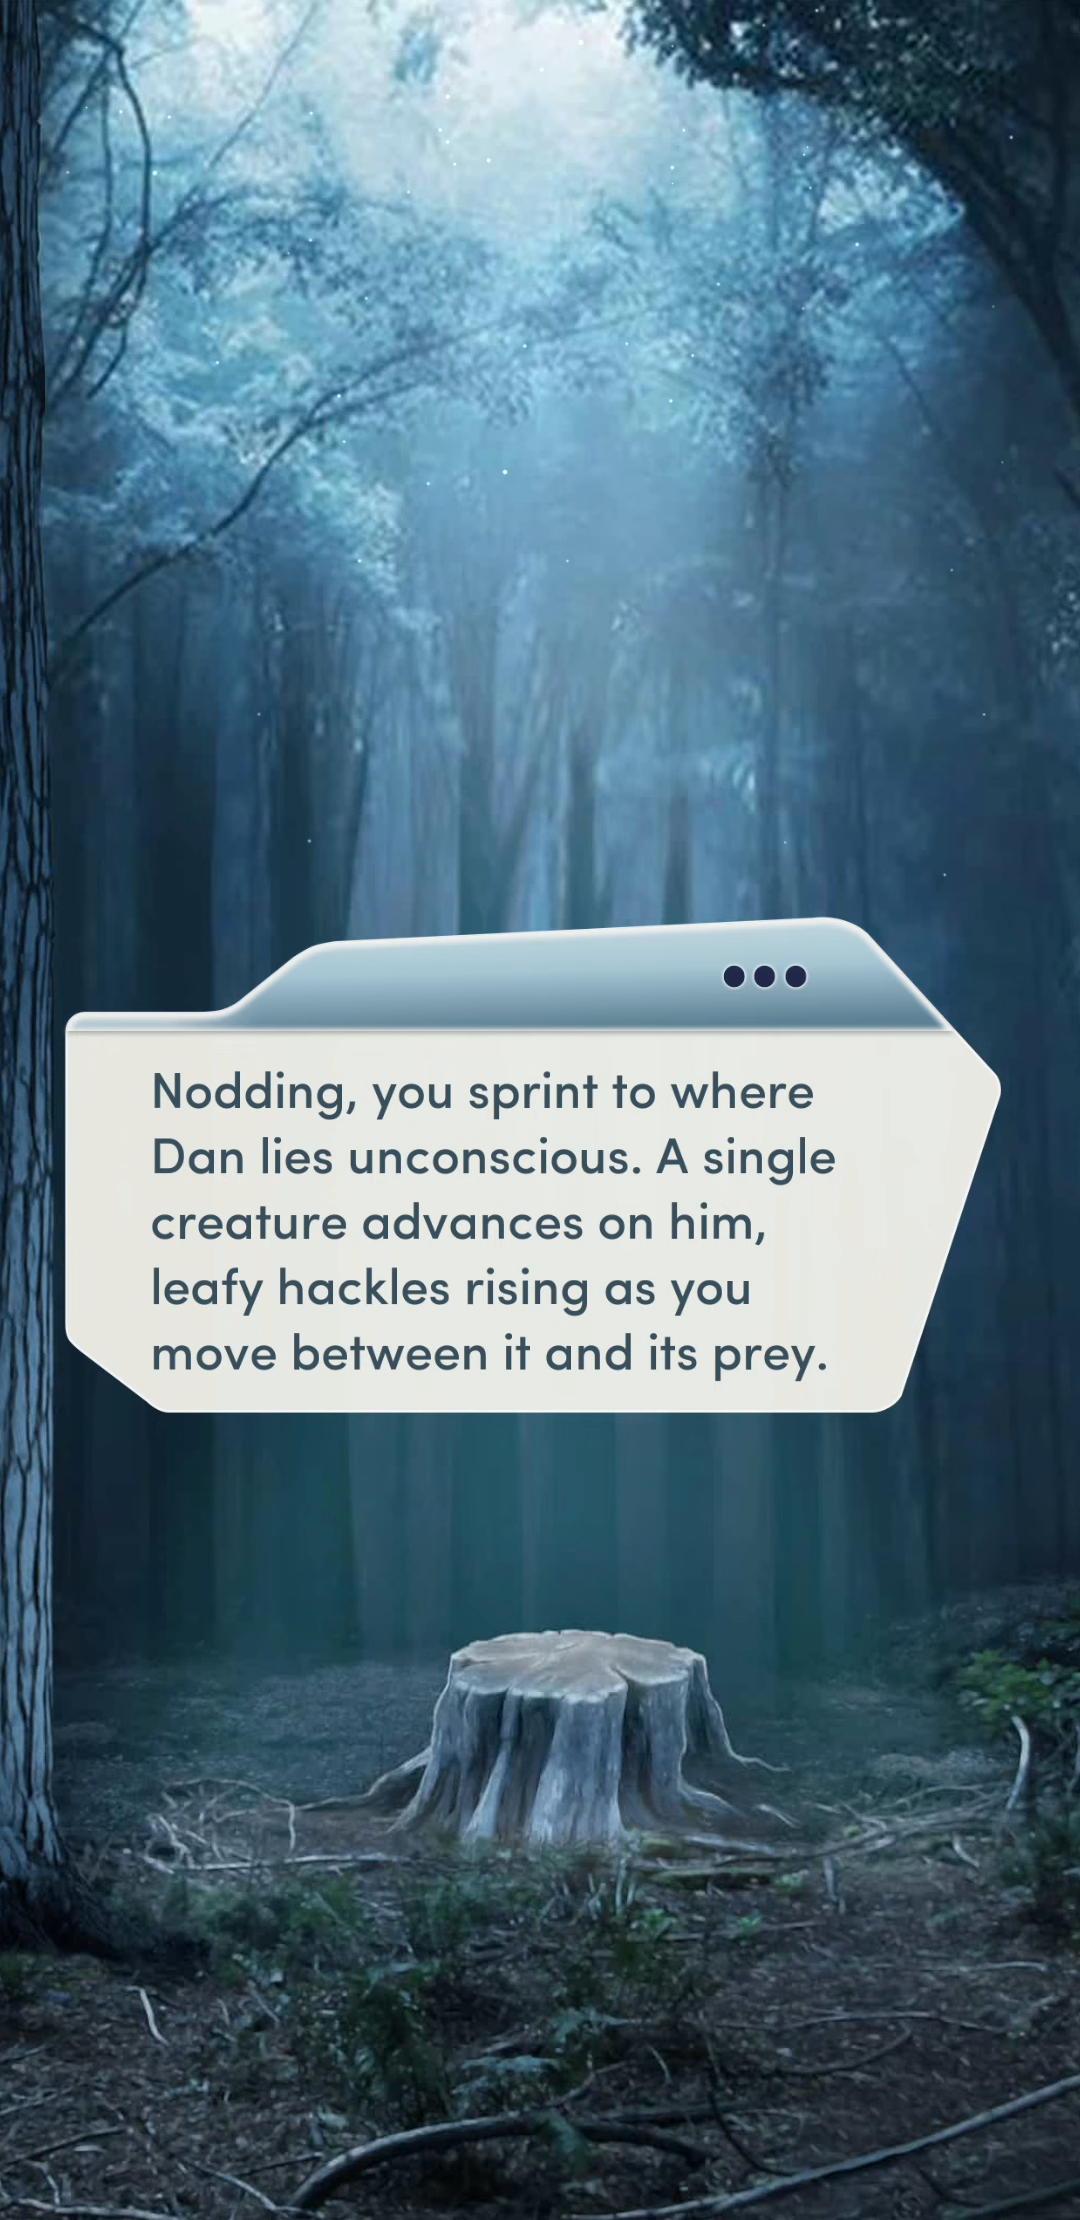 Nodding, you sprint to where
Dan lies unconscious. A single
creature advances on him,
leafy hackles rising as you
move between it and its prey.